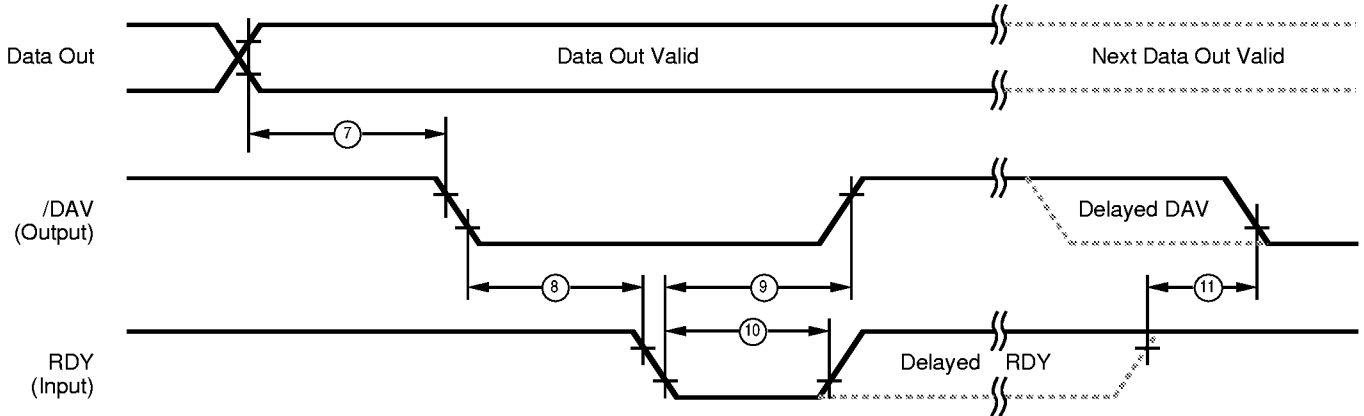 Data Out
Data Out Valid
Next Data Out Valid
7
/DAV
(Output)
Delayed DAV
8
9
11
10
RDY
(Input)
Delayed RDY